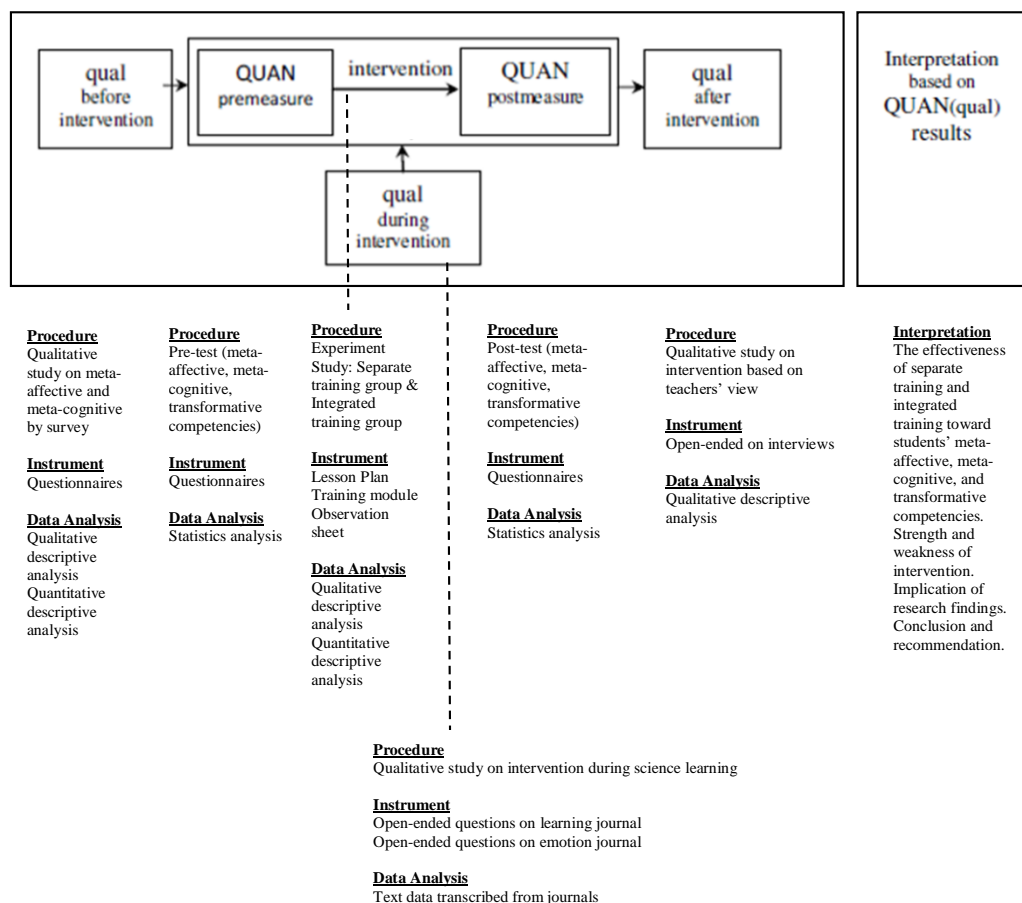 qual
before
intervention
QUAN
premeasure
intervention
QUAN
postmeasure
qual
after
intervention
qual
during
intervention
Interpretation
based on
QUAN(qual)
results
Procedure
Qualitative
study on meta-
affective and
meta-cognitive
by survey
Instrument
Questionnaires
Data Analysis
Qualitative
descriptive
analysis
Quantitative
descriptive
analysis
Procedure
Pre-test (meta-
affective, meta-
cognitive,
transformative
competencies)
Instrument
Questionnaires
Data Analysis
Statistics analysis
Procedure
Experiment
Study: Separate
training group &
Integrated
training group
Instrument
Lesson Plan
Training module
Observation
sheet
Data Analysis
Qualitative
descriptive
analysis
Quantitative
descriptive
analysis
Procedure
Post-test (meta-
affective, meta-
cognitive,
transformative
competencies)
Instrument
Questionnaires
Data Analysis
Statistics analysis
Procedure
Qualitative study on
intervention based on
teachers' view
Instrument
Open-ended on interviews
Data Analysis
Qualitative descriptive
analysis
Interpretation
The effectiveness
of separate
training and
integrated
training toward
students' meta-
affective, meta-
cognitive, and
transformative
competencies.
Strength and
weakness of
intervention.
Implication of
research findings.
Conclusion and
recommendation.
Procedure
Qualitative study on intervention during science learning
Instrument
Open-ended questions on learning journal
Open-ended questions on emotion journal
Data Analysis
Text data transcribed from journals